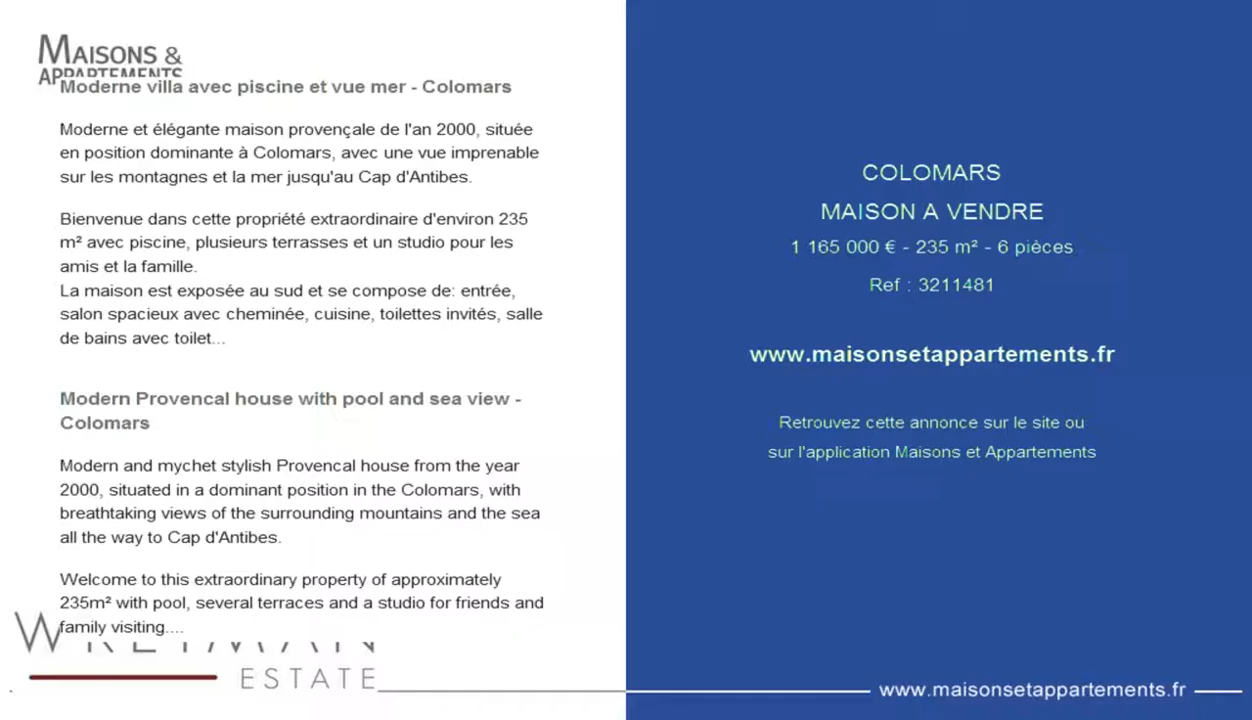 MAISONS &
APPARTEMENTS
Moderne villa avec piscine et vue mer - Colomars
Moderne et élégante maison provençale de l'an 2000, située
en position dominante à Colomars, avec une vue imprenable
sur les montagnes et la mer jusqu'au Cap d'Antibes.
Bienvenue dans cette propriété extraordinaire d'environ 235
m² avec piscine, plusieurs terrasses et un studio pour les
amis et la famille.
La maison est exposée au sud et se compose de: entrée,
salon spacieux avec cheminée, cuisine, toilettes invités, salle
de bains avec toilet...
Modern Provencal house with pool and sea view -
Colomars
Modern and mychet stylish Provencal house from the year
2000, situated in a dominant position in the Colomars, with
breathtaking views of the surrounding mountains and the sea
all the way to Cap d'Antibes.
Welcome to this extraordinary property of approximately
235m² with pool, several terraces and a studio for friends and
family visiting....
WRETMAN
ESTATE
COLOMARS
MAISON A VENDRE
1 165 000 € - 235 m² - 6 pièces
Ref : 3211481
www.maisonsetappartements.fr
Retrouvez cette annonce sur le site ou
sur l'application Maisons et Appartements
www.maisonsetappartements.fr